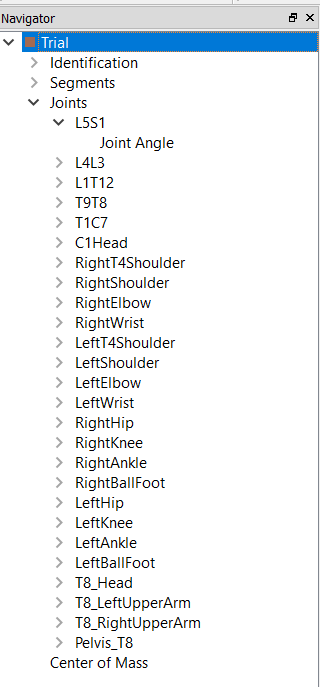 Navigator
Trial
Identification
Segments
Joints
L5S1
Joint Angle
L4L3
L1T12
T9T8
T1C7
C1Head
RightT4Shoulder
RightShoulder
RightElbow
RightWrist
LeftT4Shoulder
LeftShoulder
LeftElbow
LeftWrist
RightHip
RightKnee
RightAnkle
RightBallFoot
LeftHip
LeftKnee
LeftAnkle
LeftBallFoot
T8_Head
T8_LeftUpperArm
T8_RightUpperArm
Pelvis_T8
Center of Mass